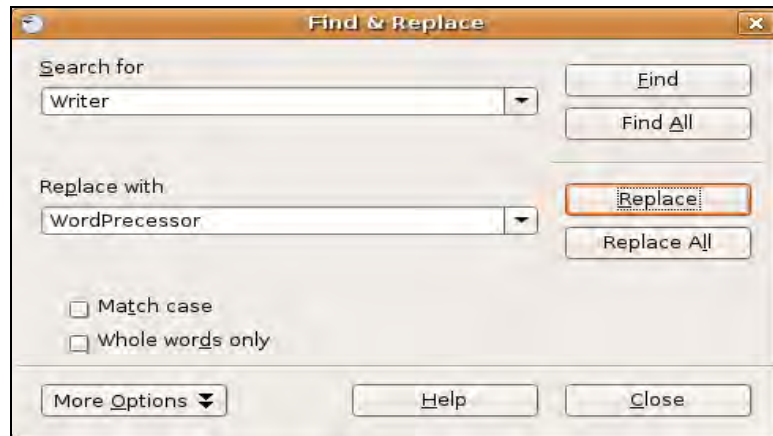 Find & Replace
Search for
Writer
Find
Find All
Replace with
WordPrecessor
Replace
Replace All
Match case
Whole words only
More Options
Help
Close